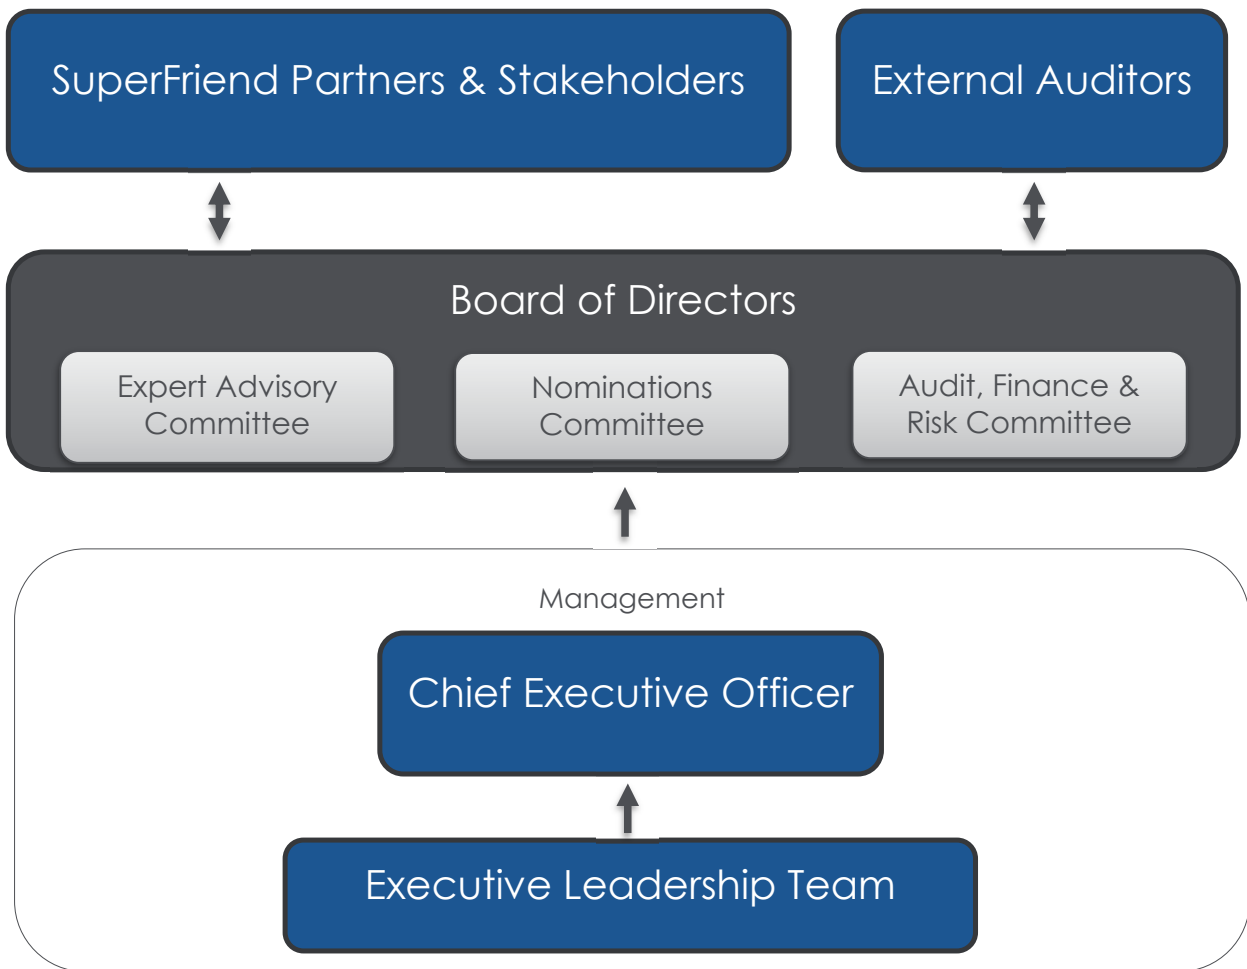 SuperFriend Partners & Stakeholders
External Auditors
Board of Directors
Expert Advisory
Committee
Nominations
Committee
Audit, Finance &
Risk Committee
Management
Chief Executive Officer
Executive Leadership Team